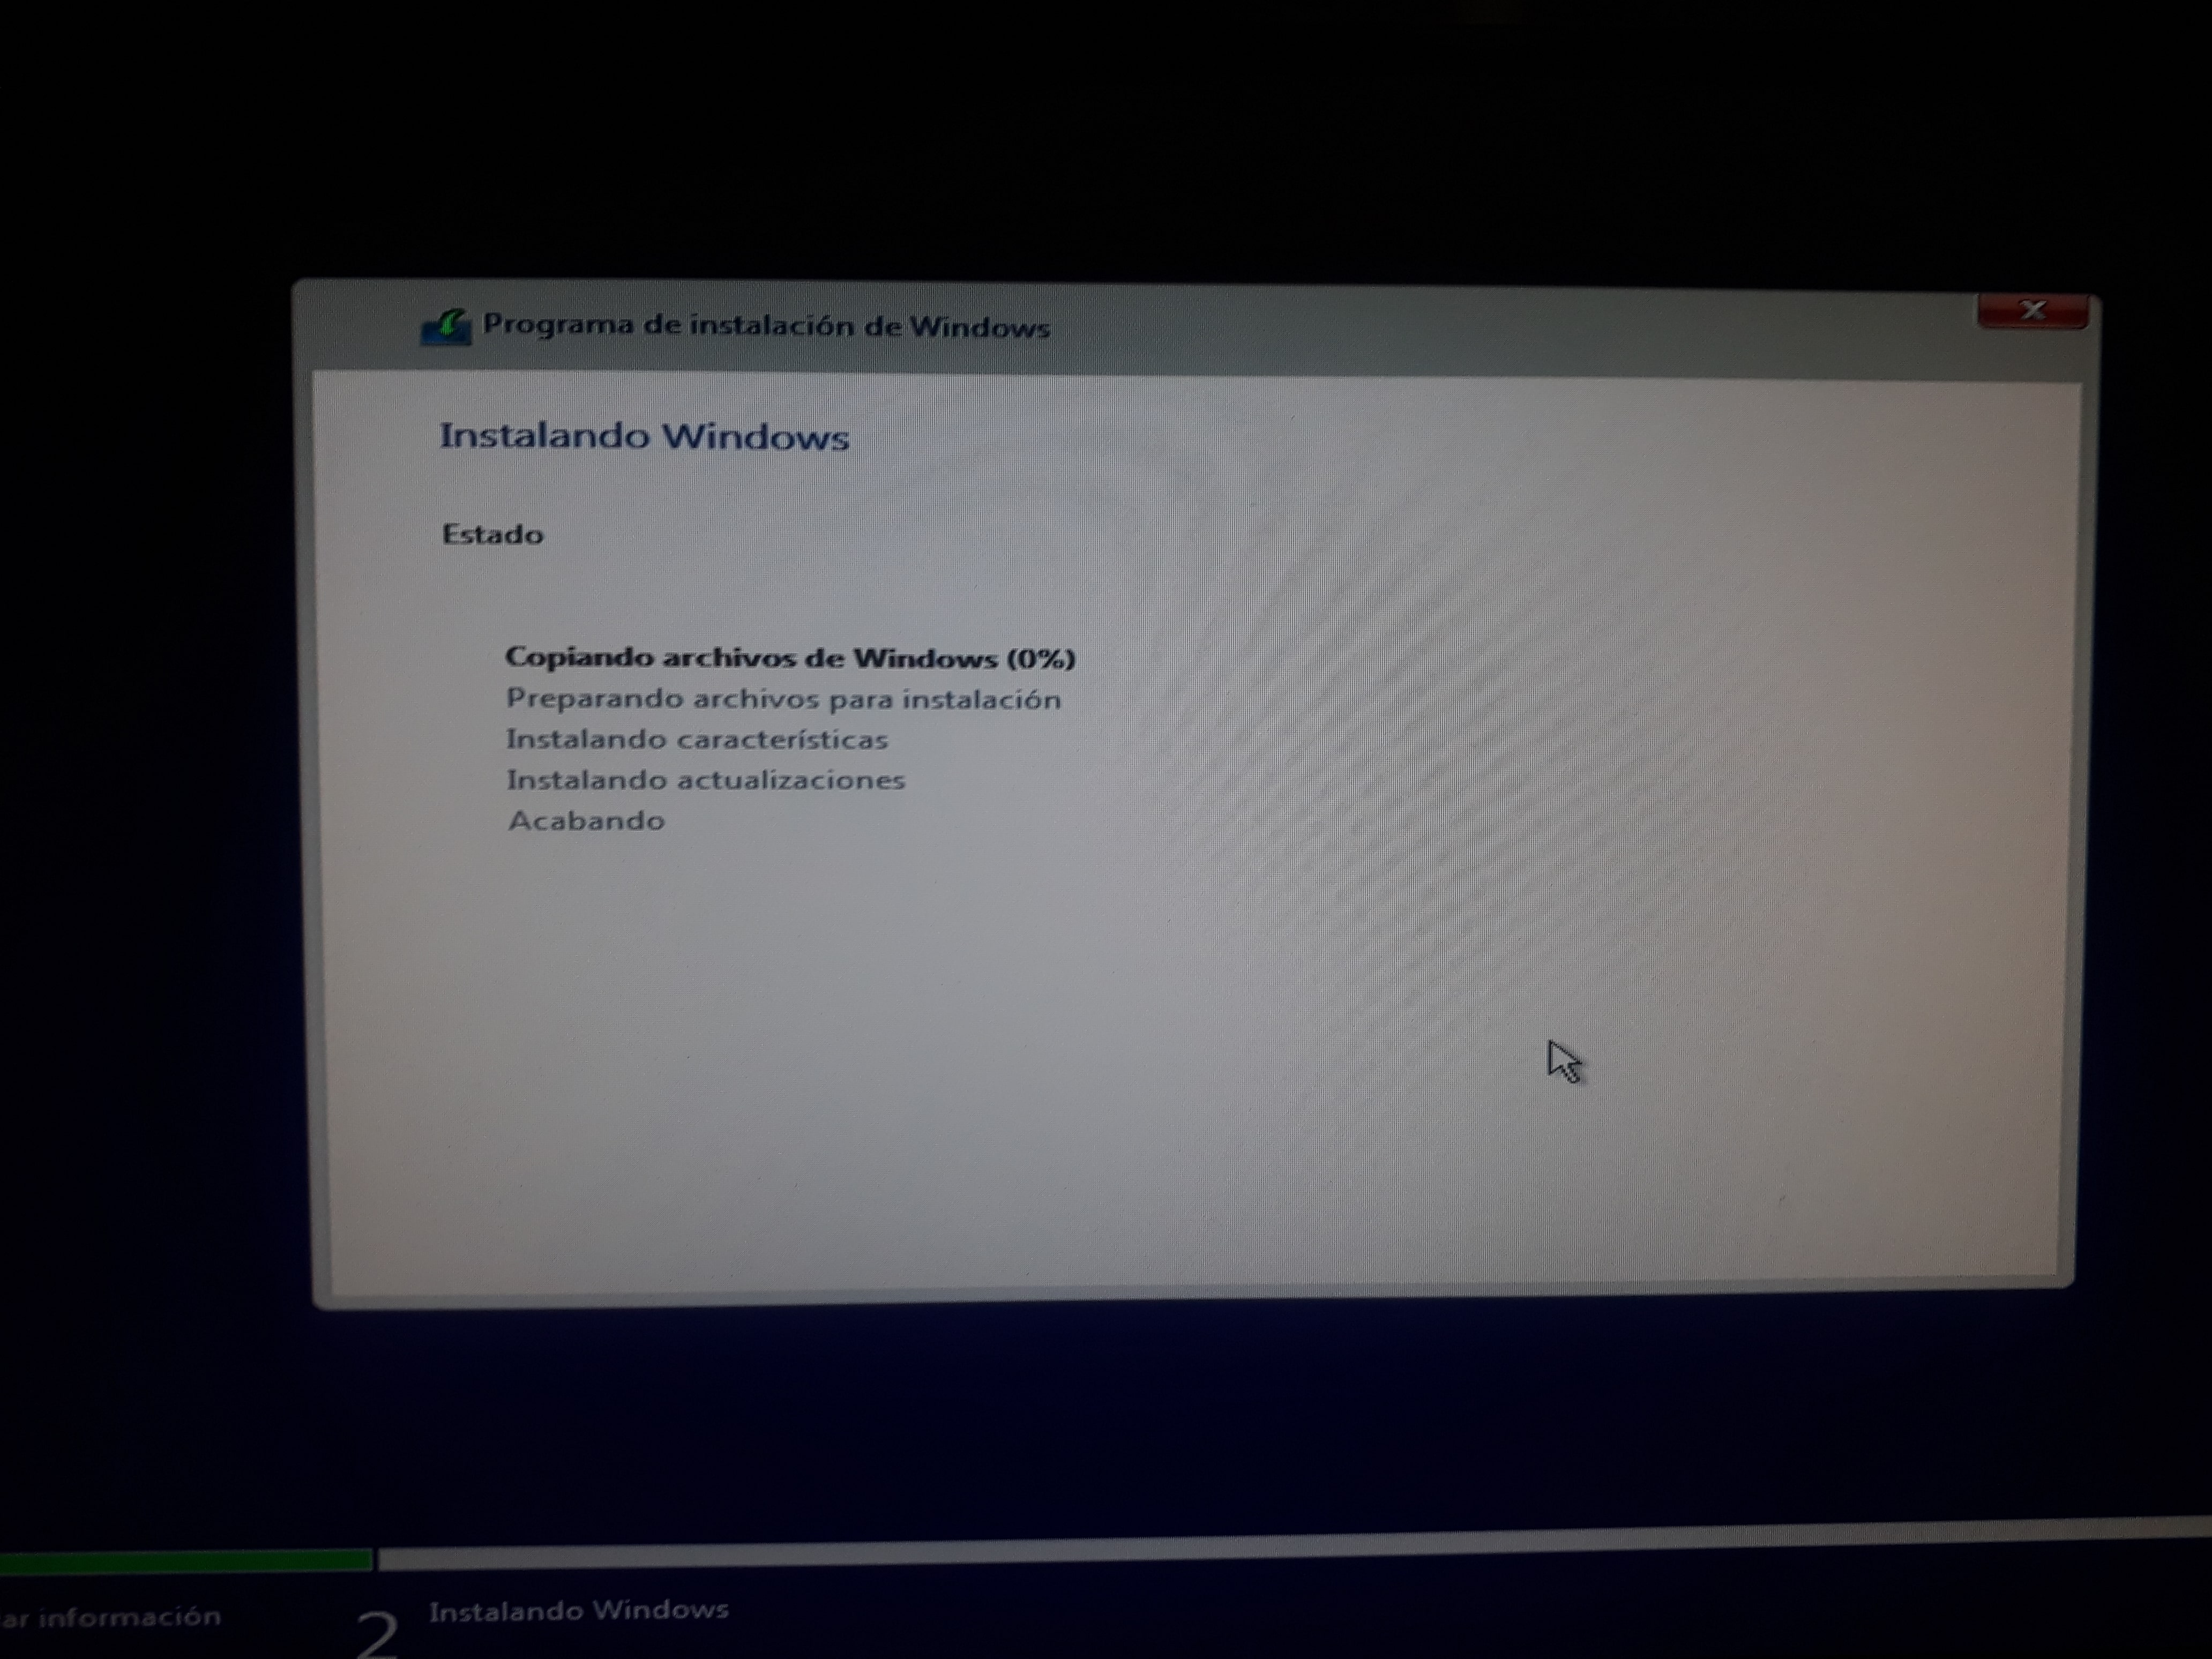 Programa de instalación de Windows
Instalando Windows
Estado
Copiando archivos de Windows (0%)
Preparando archivos para instalación
Instalando características
Instalando actualizaciones
Acabando
ar información
2 Instalando Windows